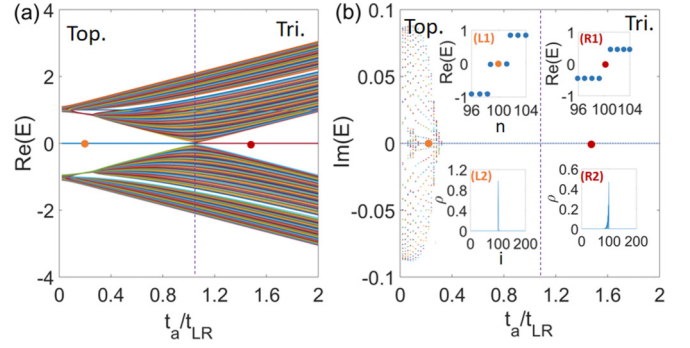 (a)
Top.
Tri.
4
2
0
-2
-4
Re(E)
0
0.4
0.8
1.2
1.6
2
t_a/t_LR
(b)
Top.
Tri.
0.1
0.05
0
-0.05
-0.1
Im(E)
0
0.4
0.8
1.2
1.6
2
t_a/t_LR
(L1)
1
0
-1
Re(E)
96 100 104
n
(R1)
1
0
-1
Re(E)
96 100 104
(L2)
1.2
0.8
0.4
0
ρ
0 100 200
i
(R2)
0.6
0.4
0.2
0
ρ
0 100 200